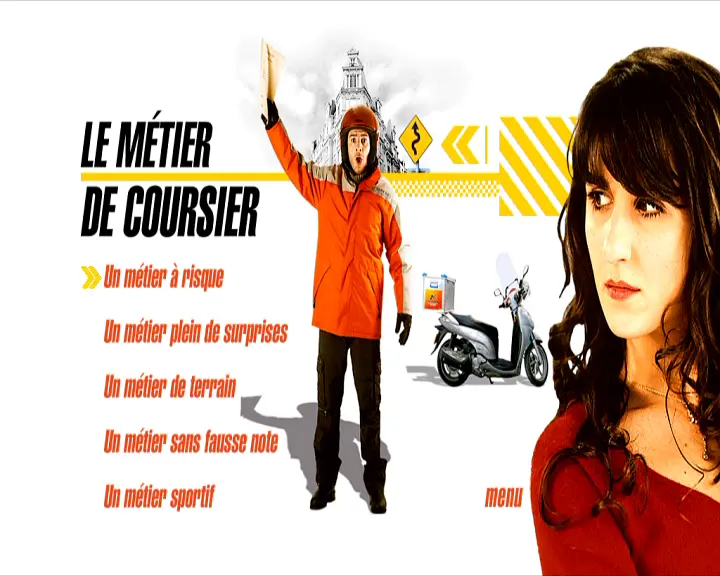 LE MÉTIER
DE COURSIER
Un métier à risque
Un métier plein de surprises
Un métier de terrain
Un métier sans fausse note
Un métier sportif
menu